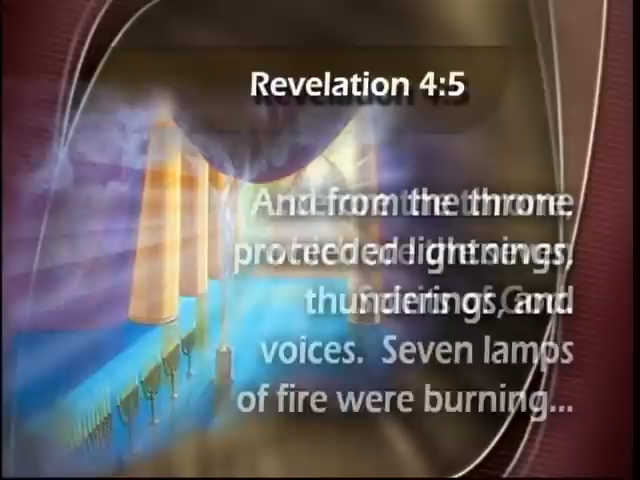 Revelation 4:5
And from the throne
proceeded lightnings,
thunderings, and
voices. Seven lamps
of fire were burning...